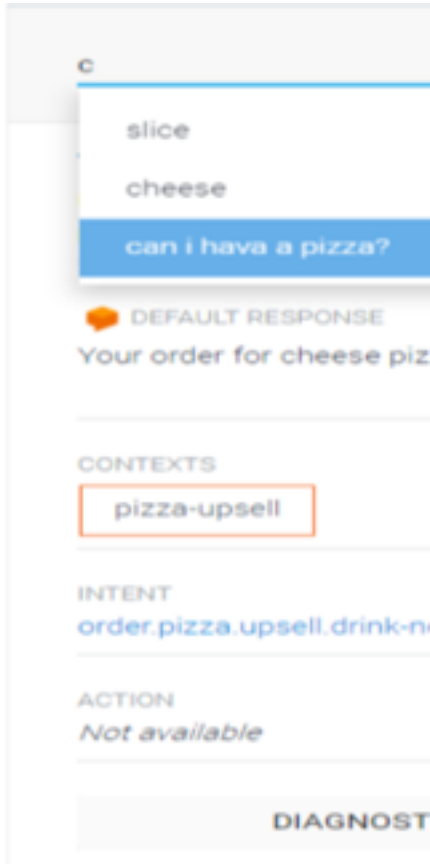 c
slice
cheese
can i hava a pizza?
DEFAULT RESPONSE
Your order for cheese piz
CONTEXTS
pizza-upsell
INTENT
order.pizza.upsell.drink-n
ACTION
Not available
DIAGNOST